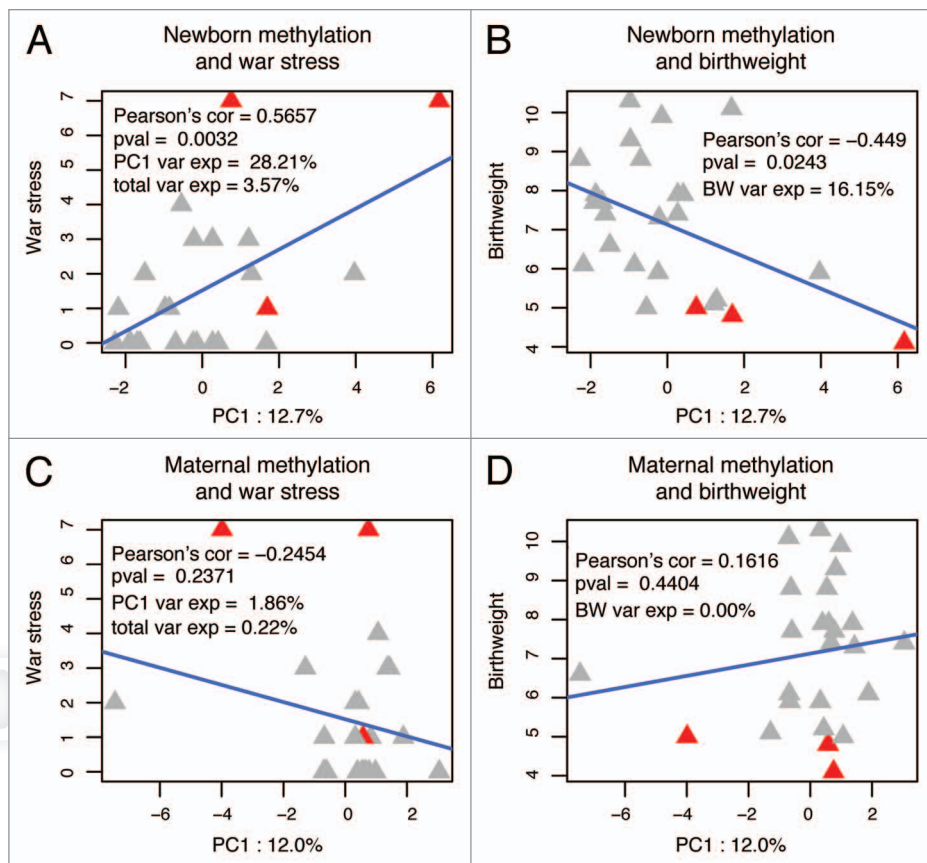 A
Newborn methylation
and war stress
Pearson's cor = 0.5657
pval = 0.0032
PC1 var exp = 28.21%
total var exp = 3.57%
War stress
7
6
5
4
3
2
1
0
−2 0 2 4 6
PC1 : 12.7%
B
Newborn methylation
and birthweight
Pearson's cor = −0.449
pval = 0.0243
BW var exp = 16.15%
Birthweight
10
9
8
7
6
5
4
−2 0 2 4 6
PC1 : 12.7%
C
Maternal methylation
and war stress
Pearson's cor = −0.2454
pval = 0.2371
PC1 var exp = 1.86%
total var exp = 0.22%
War stress
7
6
5
4
3
2
1
0
−6 −4 −2 0 2
PC1 : 12.0%
D
Maternal methylation
and birthweight
Pearson's cor = 0.1616
pval = 0.4404
BW var exp = 0.00%
Birthweight
10
9
8
7
6
5
4
−6 −4 −2 0 2
PC1 : 12.0%